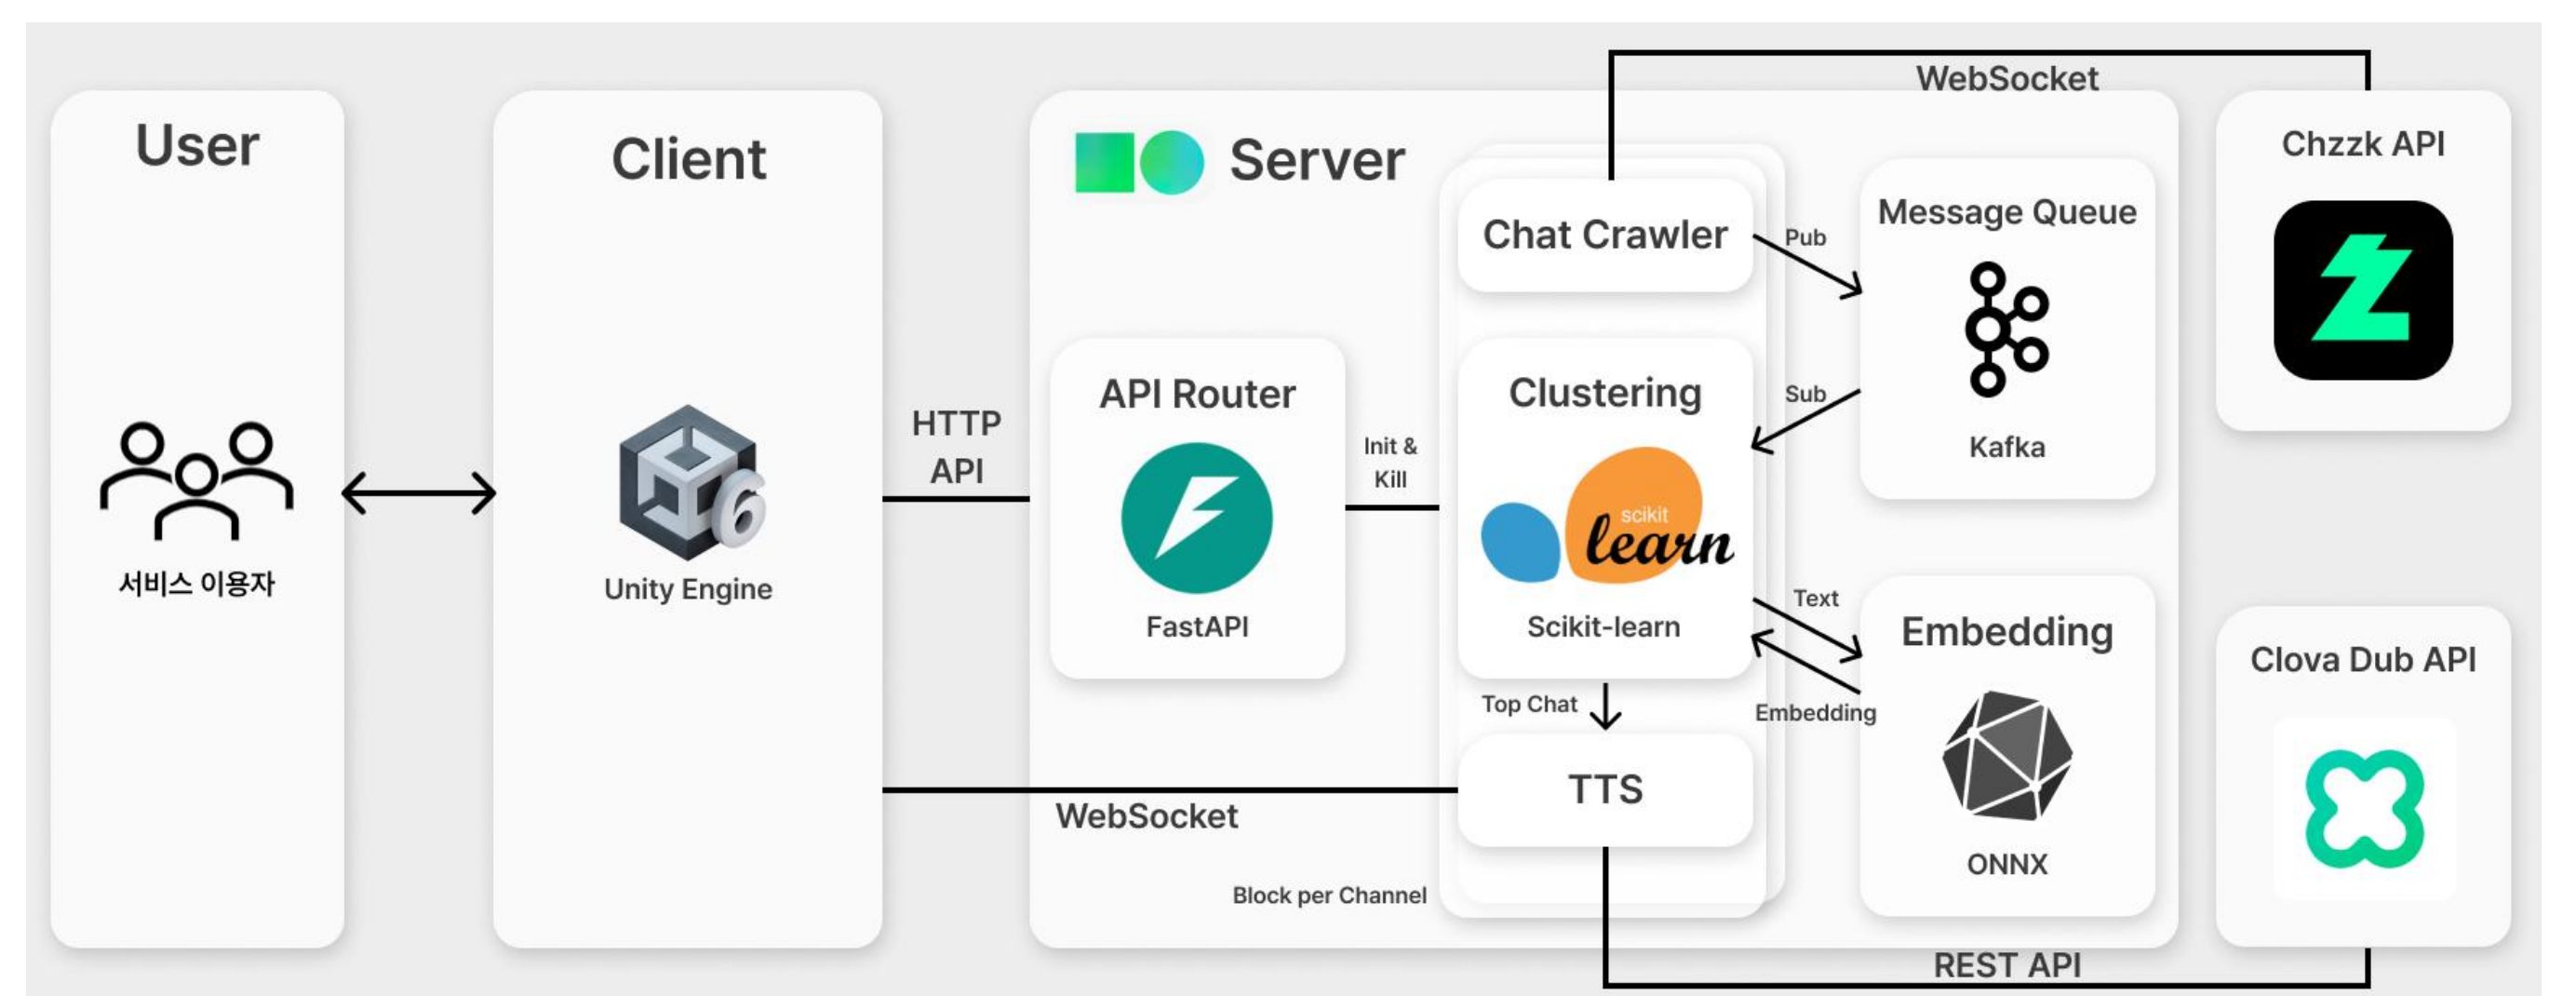 User
서비스 이용자
Client
Unity Engine
HTTP
API
WebSocket
Server
API Router
FastAPI
Init &
Kill
Block per Channel
Chat Crawler
Clustering
scikit
learn
Scikit-learn
Top Chat
TTS
Pub
Sub
Text
Embedding
Message Queue
Kafka
Embedding
ONNX
WebSocket
Chzzk API
Clova Dub API
REST API